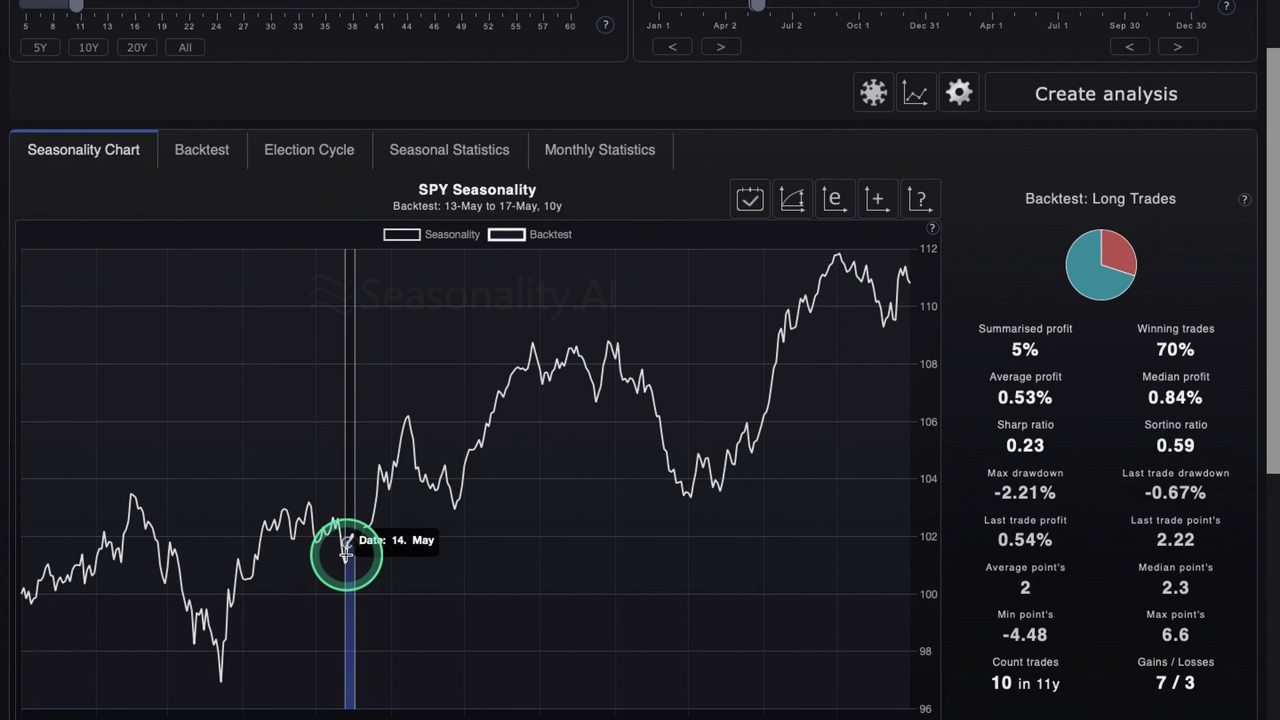 5 8 11 13 16 19 22 25 28 30 33 35 38 41 44 47 49 52 55 57 60
?
Jan 1 Apr 2 Jul 2 Oct 1 Dec 31 Apr 1 Jul 1 Sep 30 Dec 30
?
5Y 10Y 20Y All
< > < >
Create analysis
Seasonality Chart Backtest Election Cycle Seasonal Statistics Monthly Statistics
SPY Seasonality
Backtest: 13-May to 17-May, 10y
e + ?
Backtest: Long Trades ?
Seasonality Backtest ?
112
Seasonality.AI
110
108
106
104
102
100
98
96
Date: 14. May
Summarised profit Winning trades
5% 70%
Average profit Median profit
0.53% 0.84%
Sharp ratio Sortino ratio
0.23 0.59
Max drawdown Last trade drawdown
-2.21% -0.67%
Last trade profit Last trade points
0.54% 2.22
Average point's Median point's
2 2.3
Min point's Max point's
-4.48 6.6
Count trades Gains / Losses
10 in 11y 7 / 3